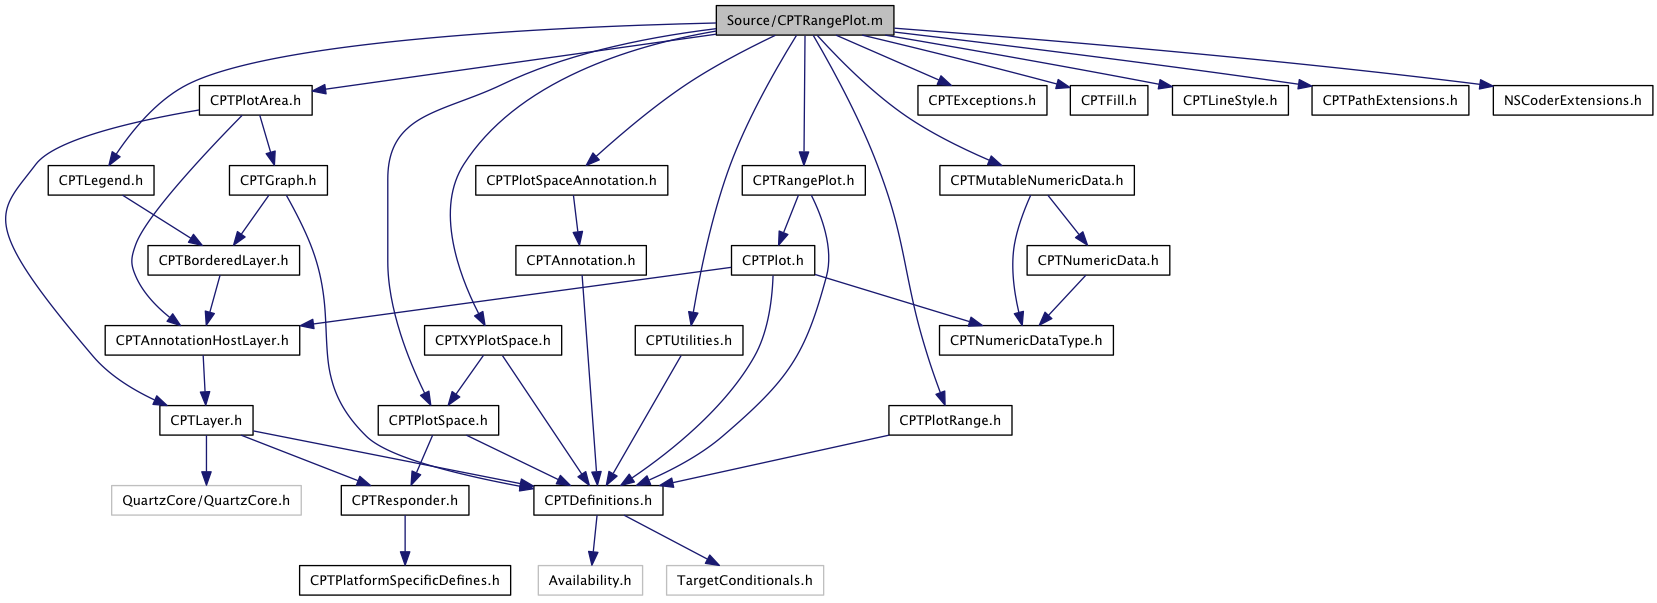 Source/CPTRangePlot.m
CPTPlotArea.h
CPTExceptions.h
CPTFill.h
CPTLineStyle.h
CPTPathExtensions.h
NSCoderExtensions.h
CPTLegend.h
CPTGraph.h
CPTPlotSpaceAnnotation.h
CPTRangePlot.h
CPTMutableNumericData.h
CPTBorderedLayer.h
CPTAnnotation.h
CPTPlot.h
CPTNumericData.h
CPTAnnotationHostLayer.h
CPTXYPlotSpace.h
CPTUtilities.h
CPTNumericDataType.h
CPTLayer.h
CPTPlotSpace.h
CPTPlotRange.h
QuartzCore/QuartzCore.h
CPTResponder.h
CPTDefinitions.h
CPTPlatformSpecificDefines.h
Availability.h
TargetConditionals.h